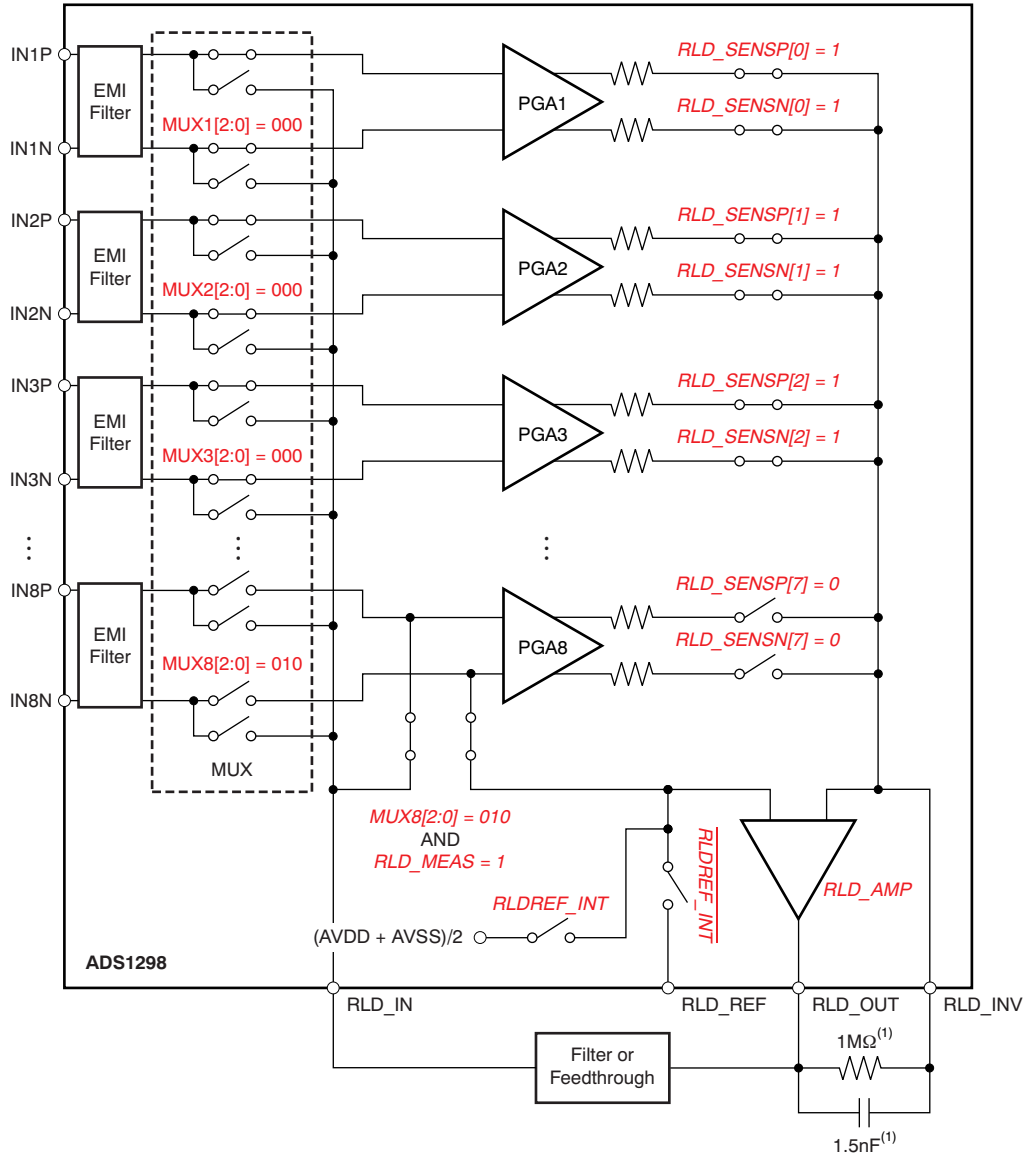 IN1P
EMI
Filter
IN1N
MUX1[2:0] = 000
PGA1
RLD_SENSP[0] = 1
RLD_SENSN[0] = 1
IN2P
EMI
Filter
IN2N
MUX2[2:0] = 000
PGA2
RLD_SENSP[1] = 1
RLD_SENSN[1] = 1
IN3P
EMI
Filter
IN3N
MUX3[2:0] = 000
PGA3
RLD_SENSP[2] = 1
RLD_SENSN[2] = 1
IN8P
EMI
Filter
IN8N
MUX8[2:0] = 010
MUX
PGA8
RLD_SENSP[7] = 0
RLD_SENSN[7] = 0
MUX8[2:0] = 010
AND
RLD_MEAS = 1
RLDREF_INT
RLDREF_INT
(AVDD + AVSS)/2
RLD_AMP
ADS1298
RLD_IN
RLD_REF
RLD_OUT
RLD_INV
Filter or
Feedthrough
1MΩ(1)
1.5nF(1)